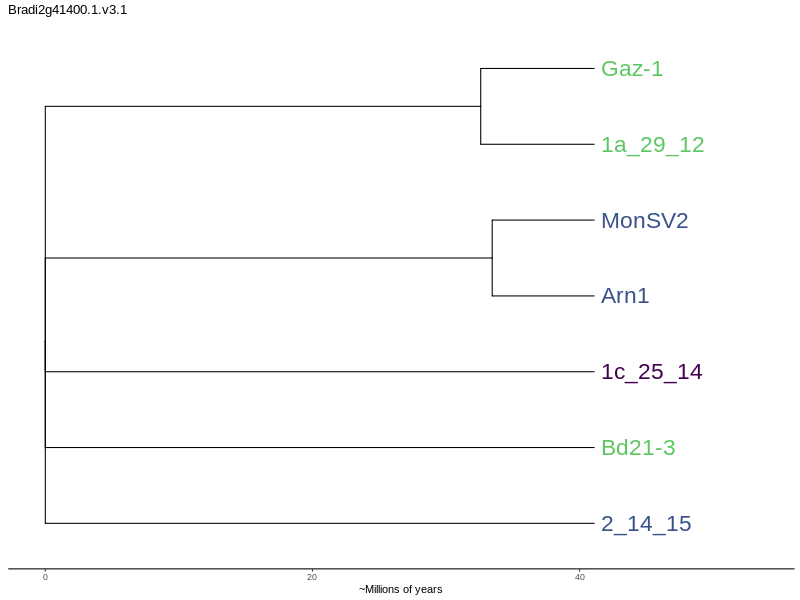 Bradi2g41400.1.v3.1
Gaz-1
1a_29_12
MonSV2
Arn1
1c_25_14
Bd21-3
2_14_15
0 20 40
~Millions of years